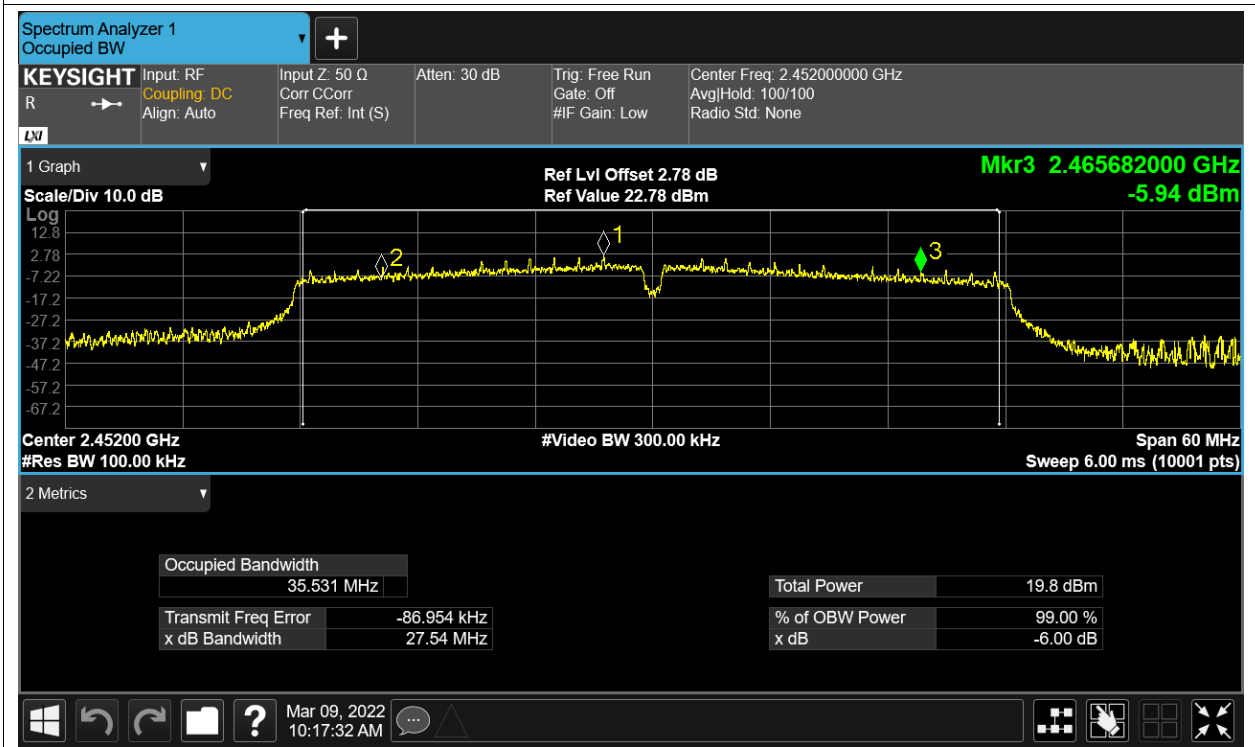 Spectrum Analyzer 1
Occupied BW
KEYSIGHT
R
LXI
Input: RF
Coupling: DC
Align: Auto
Input Z: 50 Ω
Corr CCorr
Freq Ref: Int (S)
Atten: 30 dB
Trig: Free Run
Gate: Off
#IF Gain: Low
Center Freq: 2.452000000 GHz
Avg|Hold: 100/100
Radio Std: None
1 Graph
Scale/Div 10.0 dB
Ref Lvl Offset 2.78 dB
Ref Value 22.78 dBm
Mkr3 2.465682000 GHz
-5.94 dBm
Log
12.8
2.78
-7.22
-17.2
-27.2
-37.2
-47.2
-57.2
-67.2
2
1
3
Center 2.45200 GHz
#Res BW 100.00 kHz
#Video BW 300.00 kHz
Span 60 MHz
Sweep 6.00 ms (10001 pts)
2 Metrics
Occupied Bandwidth
35.531 MHz
Transmit Freq Error -86.954 kHz
x dB Bandwidth 27.54 MHz
Total Power 19.8 dBm
% of OBW Power 99.00 %
x dB -6.00 dB
?
Mar 09, 2022
10:17:32 AM